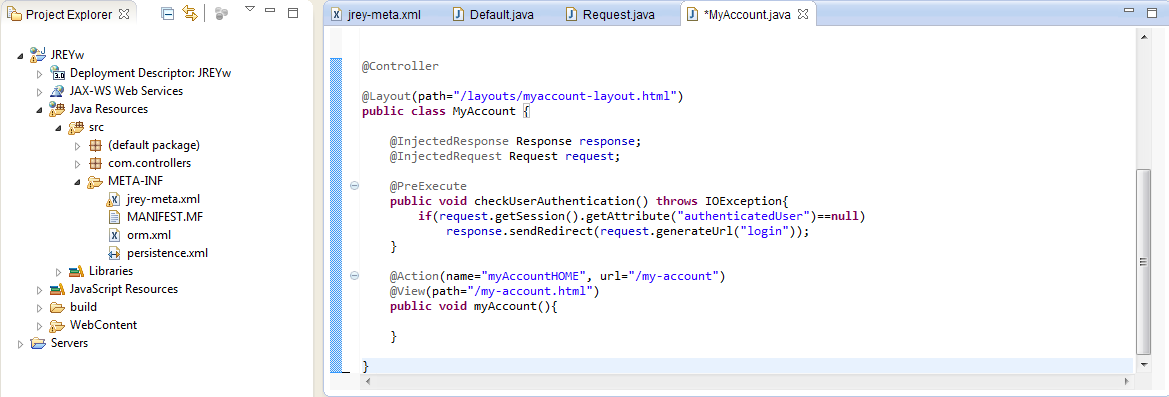 Project Explorer
JREYw
3.0 Deployment Descriptor: JREYw
JAX-WS Web Services
Java Resources
src
(default package)
com.controllers
META-INF
jrey-meta.xml
MANIFEST.MF
orm.xml
persistence.xml
Libraries
JavaScript Resources
build
WebContent
Servers
jrey-meta.xml Default.java Request.java *MyAccount.java
@Controller
@Layout(path="/layouts/myaccount-layout.html")
public class MyAccount {
@InjectedResponse Response response;
@InjectedRequest Request request;
@PreExecute
public void checkUserAuthentication() throws IOException{
if(request.getSession().getAttribute("authenticatedUser")==null)
response.sendRedirect(request.generateUrl("login"));
}
@Action(name="myAccountHOME", url="/my-account")
@View(path="/my-account.html")
public void myAccount(){
}
}